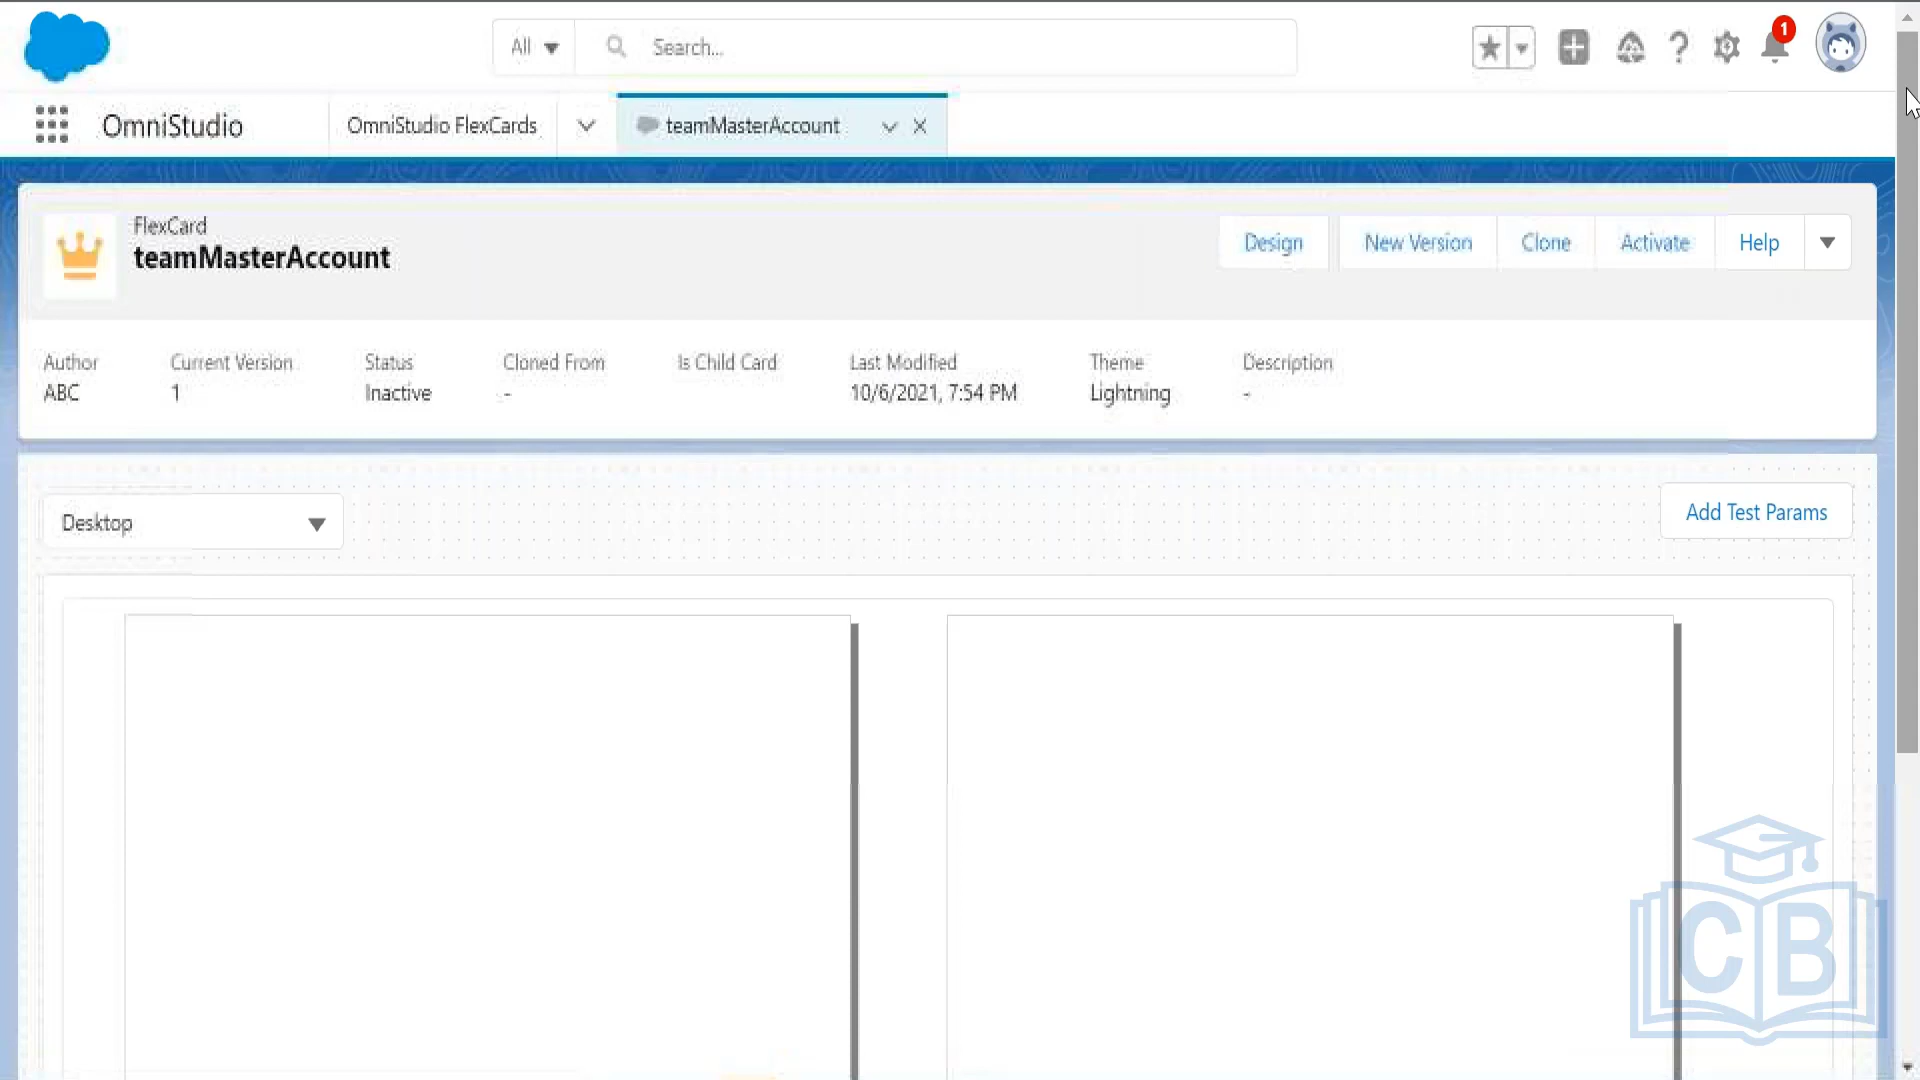 All
Search...
1
OmniStudio
OmniStudio FlexCards
teamMasterAccount
FlexCard
teamMasterAccount
Design
New Version
Clone
Activate
Help
Author
Current Version
Status
Cloned From
Is Child Card
Last Modified
Theme
Description
ABC
1
Inactive
-
10/6/2021, 7:54 PM
Lightning
-
Desktop
Add Test Params
CB